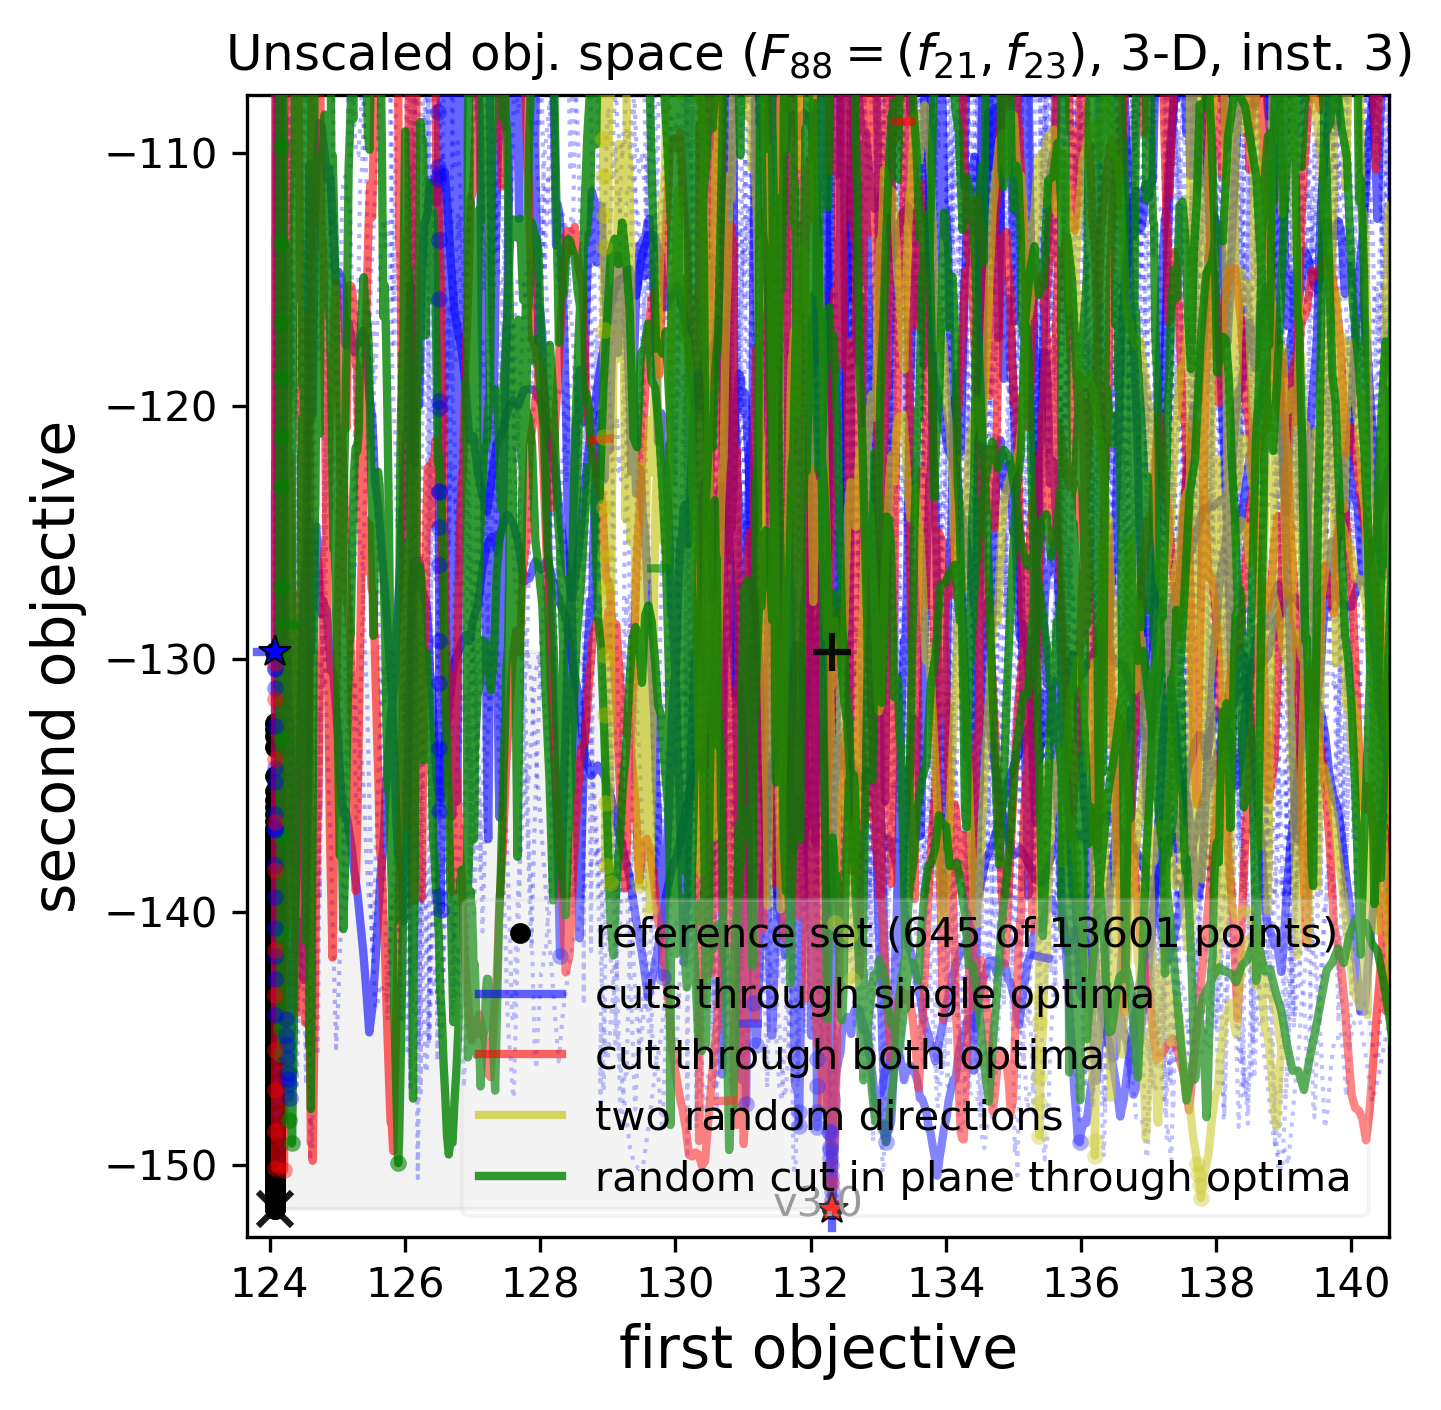 Unscaled obj. space (F₈₈ = (f₂₁, f₂₃), 3-D, inst. 3)
second objective
−110
−120
−130
−140
−150
reference set (645 of 13601 points)
cuts through single optima
cut through both optima
two random directions
random cut in plane through optima
v3.0
124 126 128 130 132 134 136 138 140
first objective